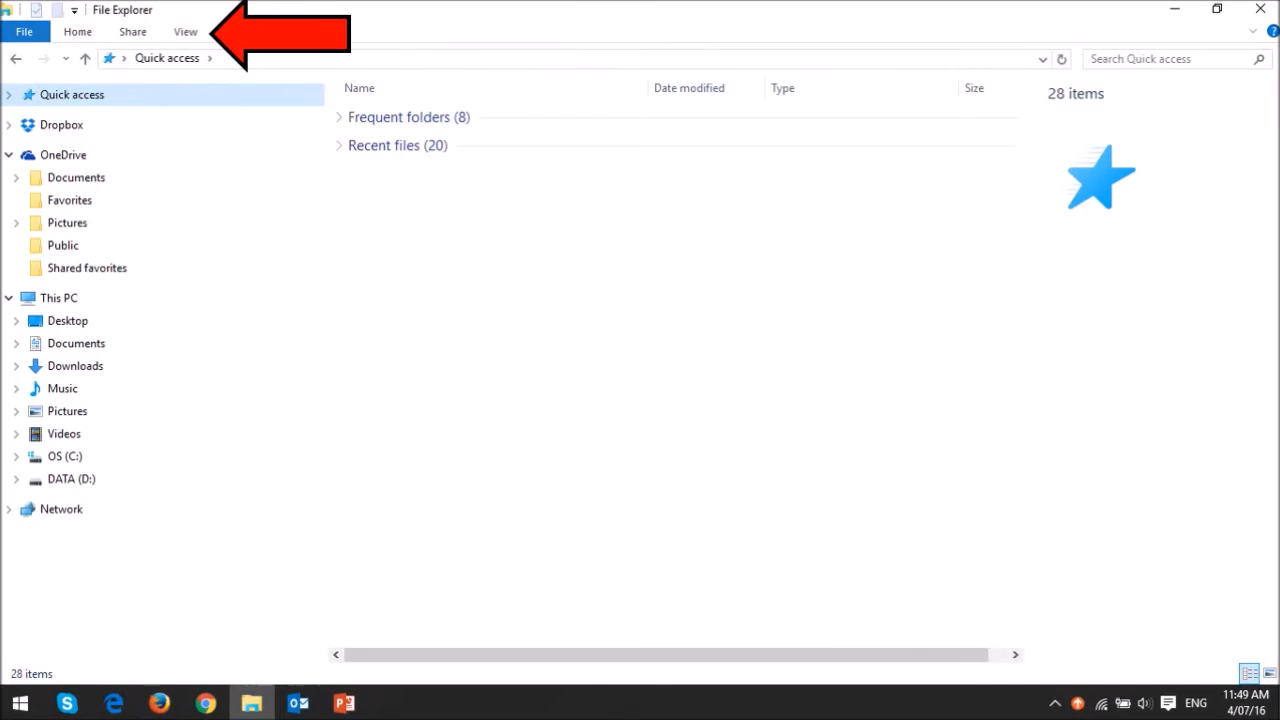 File Explorer
File Home Share View
Quick access
Search Quick access
Quick access
Dropbox
OneDrive
Documents
Favorites
Pictures
Public
Shared favorites
This PC
Desktop
Documents
Downloads
Music
Pictures
Videos
OS (C:)
DATA (D:)
Network
Name Date modified Type Size
Frequent folders (8)
Recent files (20)
28 items
28 items
ENG
11:49 AM
4/07/16